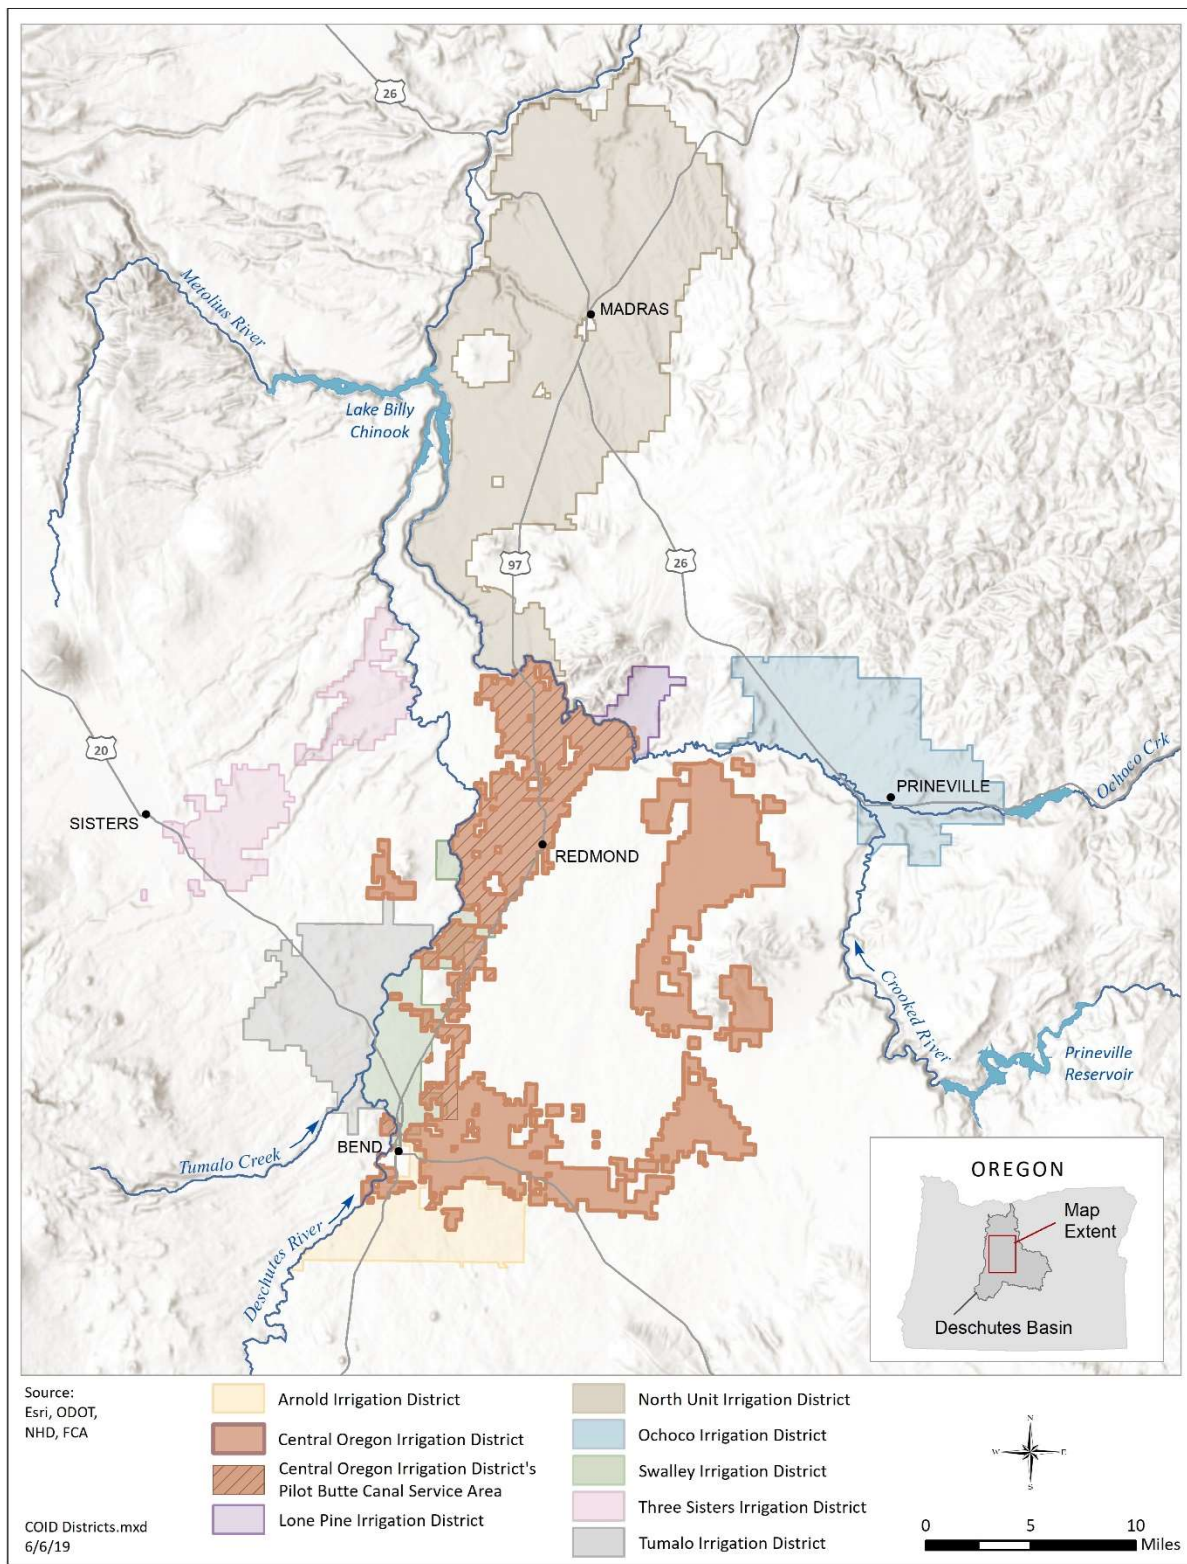 26
MADRAS
Metolius River
Lake Billy
Chinook
97
26
20
SISTERS
PRINEVILLE
Ochoco Crk
REDMOND
Crooked River
Prineville
Reservoir
BEND
Tumalo Creek
Deschutes River
OREGON
Map
Extent
Deschutes Basin
Source:
Esri, ODOT,
NHD, FCA
COID Districts.mxd
6/6/19
Arnold Irrigation District
Central Oregon Irrigation District
Central Oregon Irrigation District's
Pilot Butte Canal Service Area
Lone Pine Irrigation District
North Unit Irrigation District
Ochoco Irrigation District
Swalley Irrigation District
Three Sisters Irrigation District
Tumalo Irrigation District
N
W E
S
0 5 10
Miles